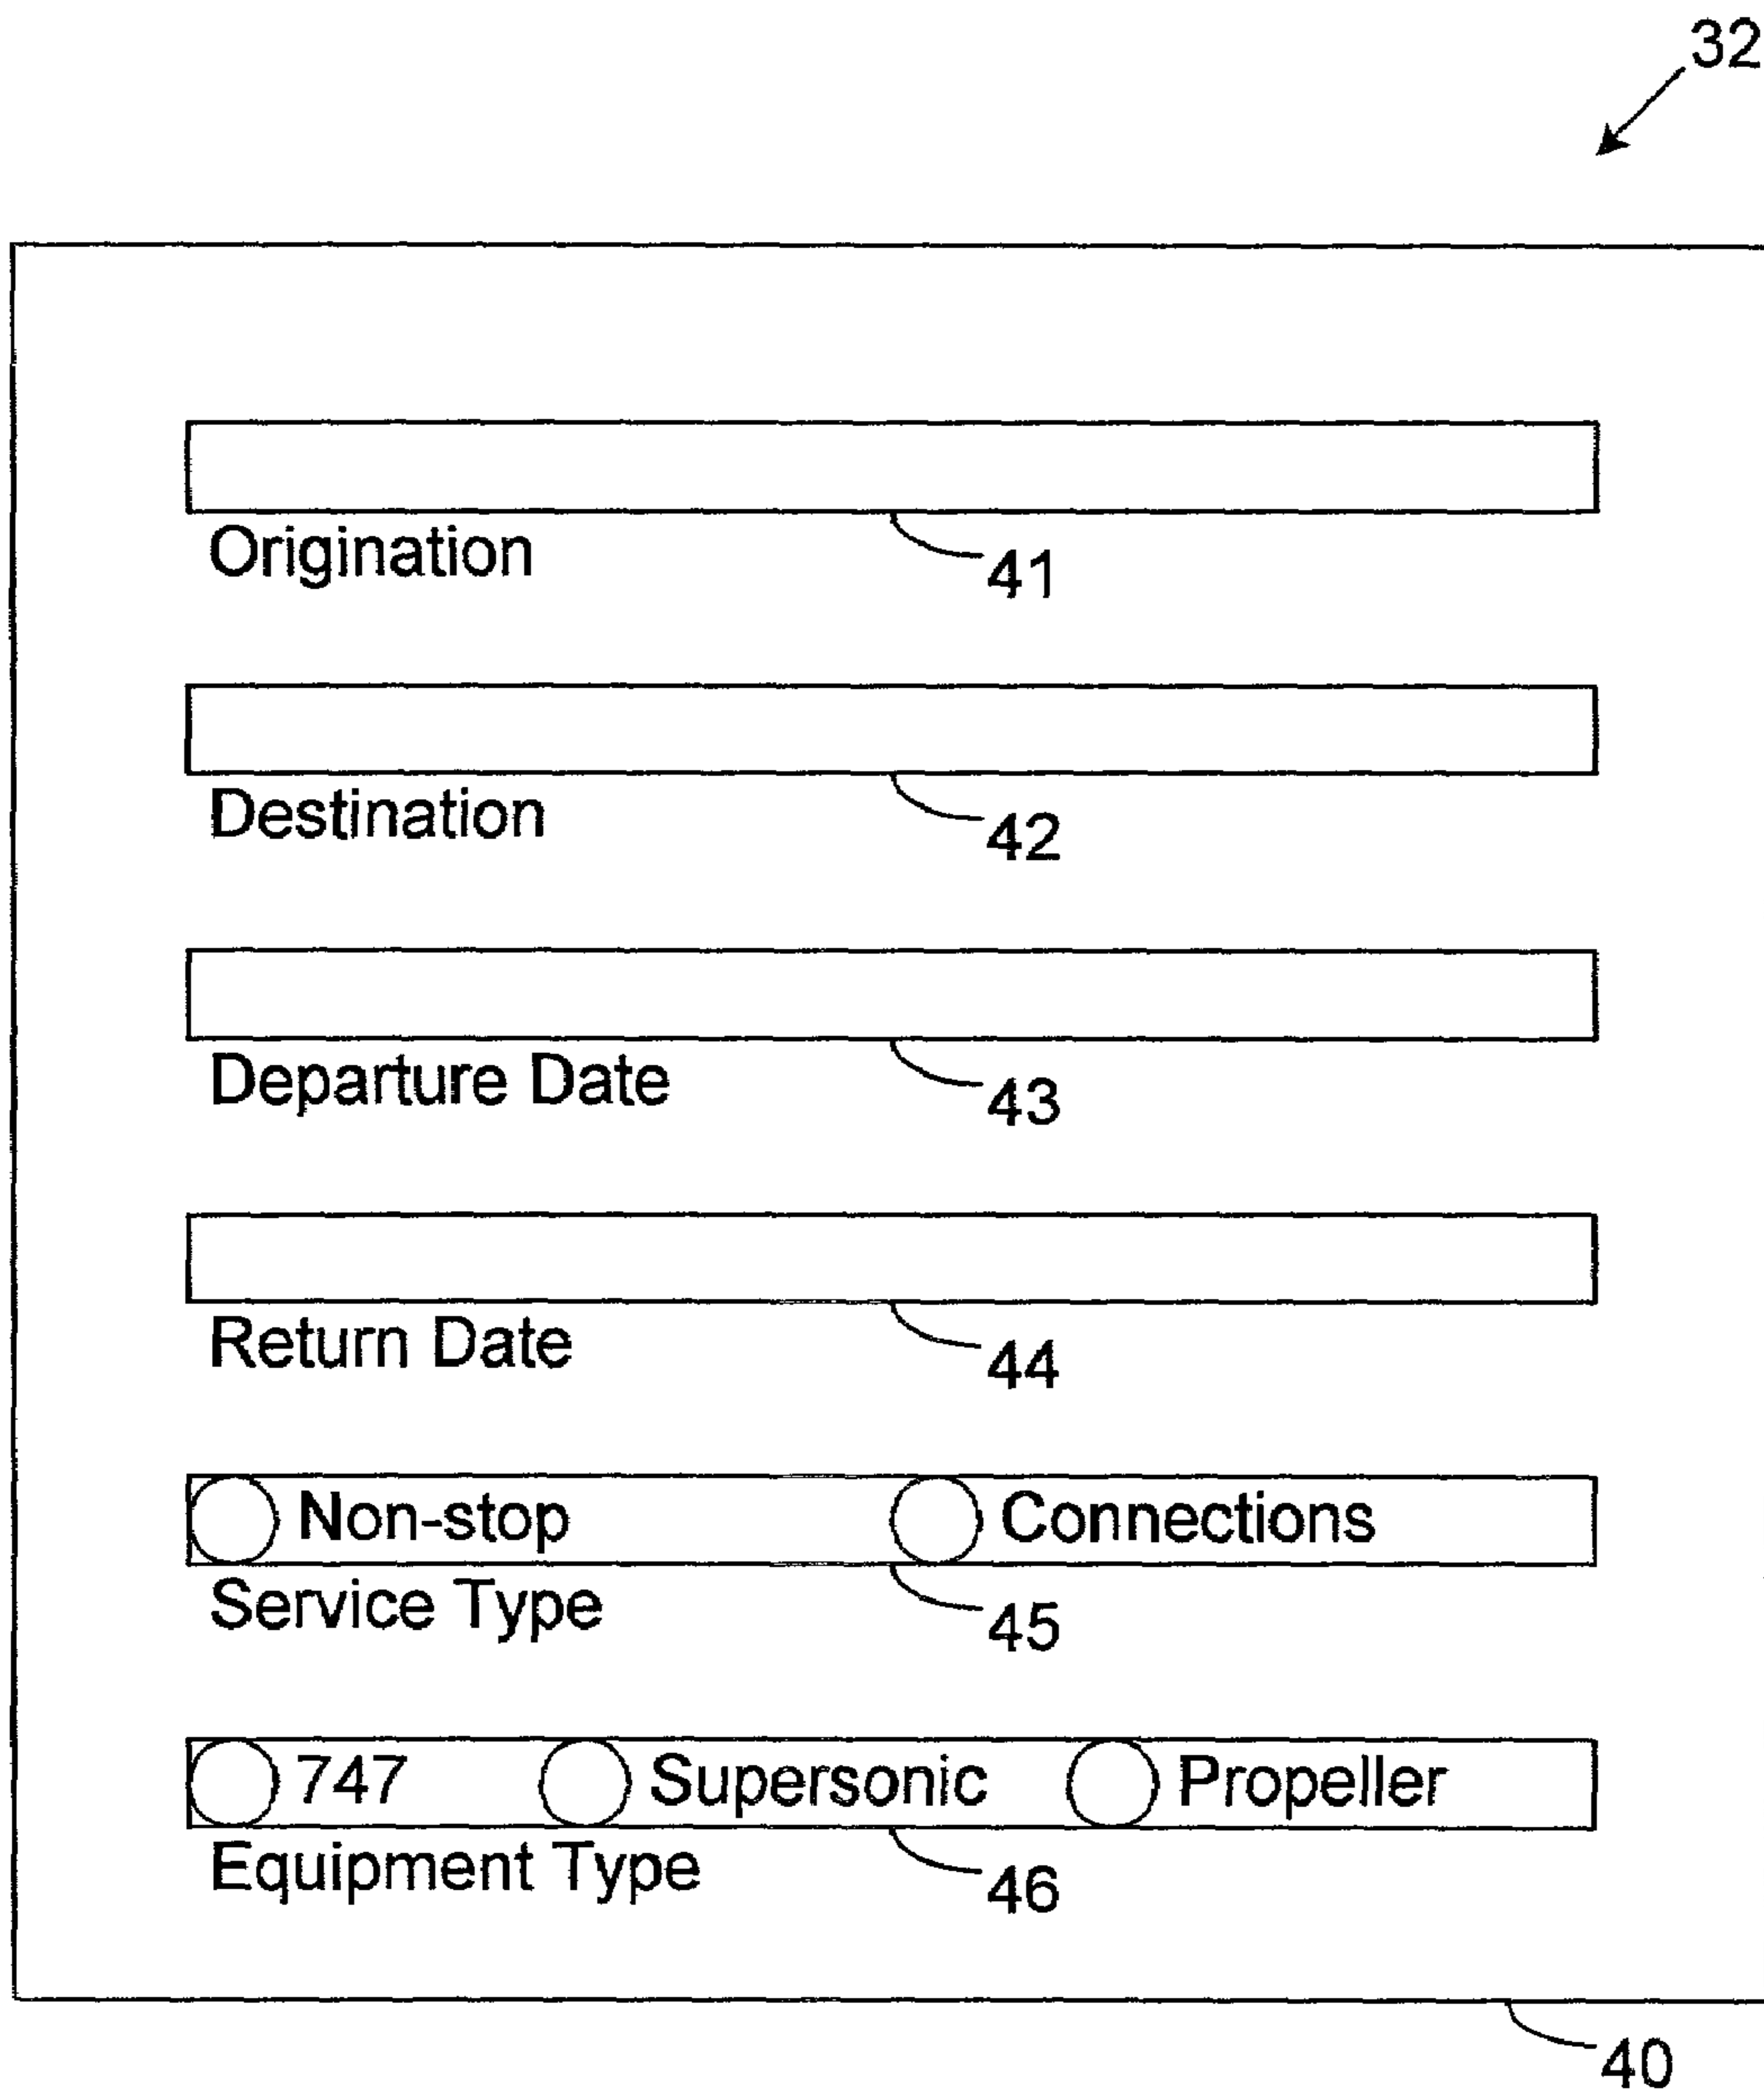 32
Origination
41
Destination
42
Departure Date
43
Return Date
44
Non-stop Connections
Service Type
45
747 Supersonic Propeller
Equipment Type
46
40